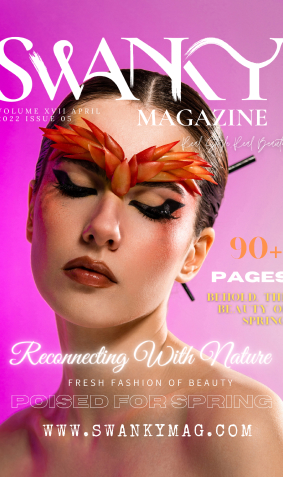 SWANKY
MAGAZINE
VOLUME XVII APRIL
2022 ISSUE 05
Real Style Real Beauty
90+
PAGES
BEHOLD THE
BEAUTY OF
SPRING
Reconnecting With Nature
FRESH FASHION OF BEAUTY
POISED FOR SPRING
WWW.SWANKYMAG.COM